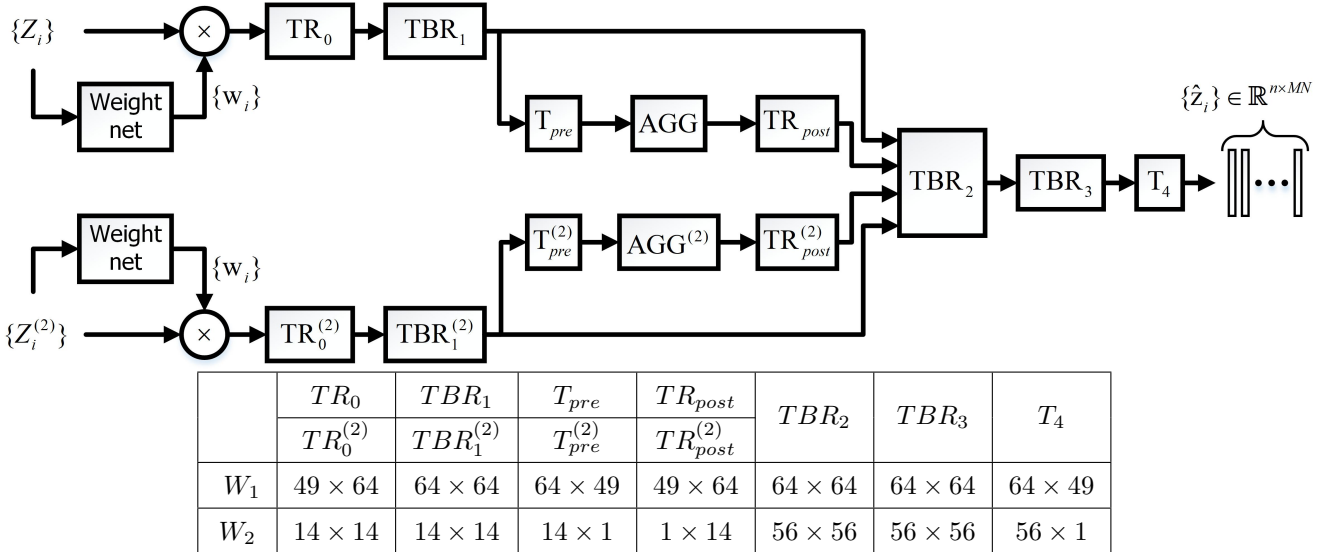 {Z_i} × TR_0 TBR_1
Weight net {w_i}
T_pre AGG TR_post
{ẑ_i} ∈ ℝ^{n×MN}
TBR_2 TBR_3 T_4 •••
Weight net {w_i}
T_pre^(2) AGG^(2) TR_post^(2)
{Z_i^(2)} × TR_0^(2) TBR_1^(2)
TR_0 TBR_1 T_pre TR_post TBR_2 TBR_3 T_4
TR_0^(2) TBR_1^(2) T_pre^(2) TR_post^(2)
W_1 49 × 64 64 × 64 64 × 49 49 × 64 64 × 64 64 × 64 64 × 49
W_2 14 × 14 14 × 14 14 × 1 1 × 14 56 × 56 56 × 56 56 × 1